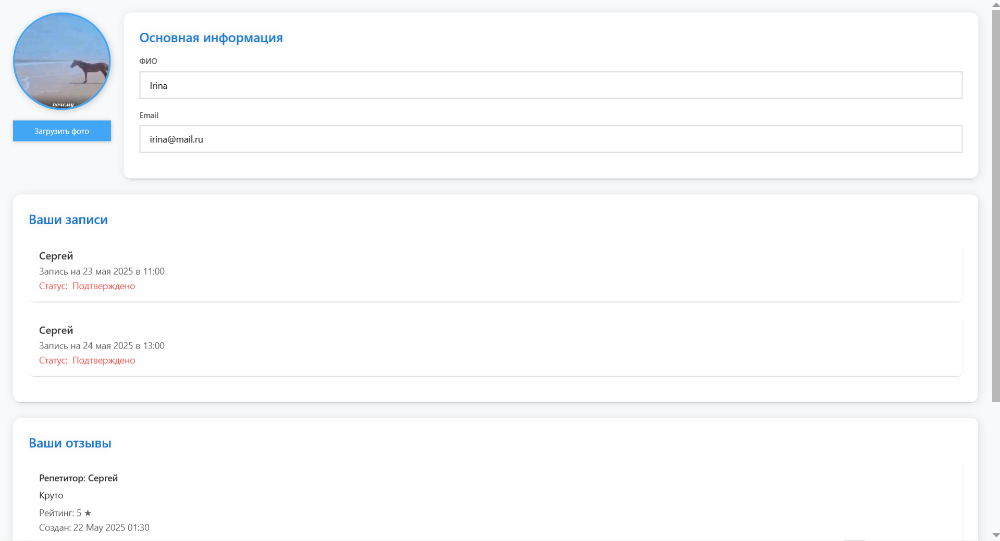 почему
Загрузить фото
Основная информация
ФИО
Irina
Email
irina@mail.ru
Ваши записи
Сергей
Запись на 23 мая 2025 в 11:00
Статус: Подтверждено
Сергей
Запись на 24 мая 2025 в 13:00
Статус: Подтверждено
Ваши отзывы
Репетитор: Сергей
Круто
Рейтинг: 5 ★
Создан: 22 May 2025 01:30